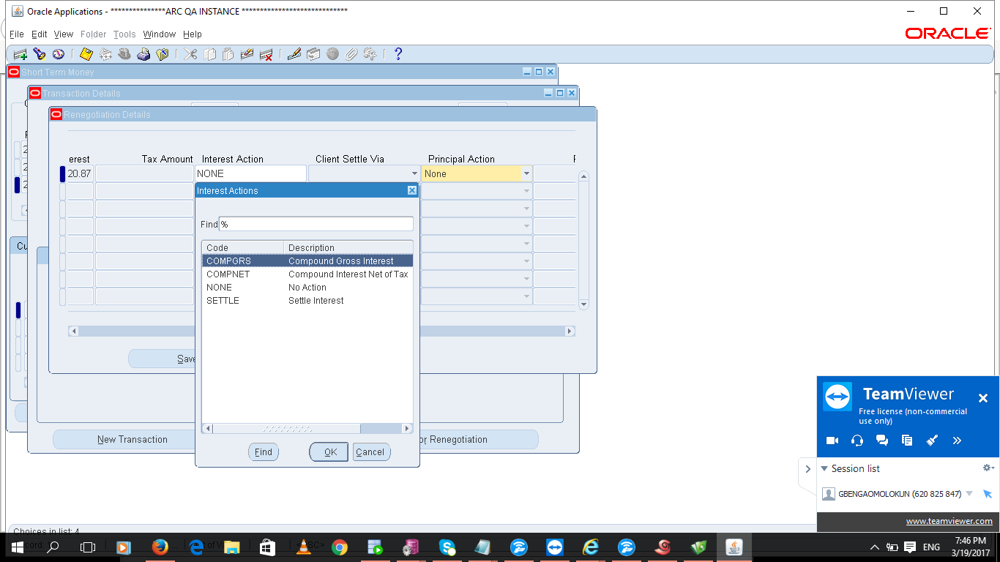 Oracle Applications - ***************ARC QA INSTANCE *****************************
File Edit View Folder Tools Window Help
ORACLE
Short Term Money
Transaction Details
Renegotiation Details
erest Tax Amount Interest Action Client Settle Via Principal Action
20.87 NONE None
Interest Actions
Find %
Code Description
COMPGRS Compound Gross Interest
COMPNET Compound Interest Net of Tax
NONE No Action
SETTLE Settle Interest
Cu
Save
New Transaction
or Renegotiation
Find OK Cancel
TeamViewer
Free license (non-commercial
use only)
Session list
GBENGAOMOLOKUN (620 825 847)
www.teamviewer.com
Choices in list: 4
ENG
7:46 PM
3/19/2017